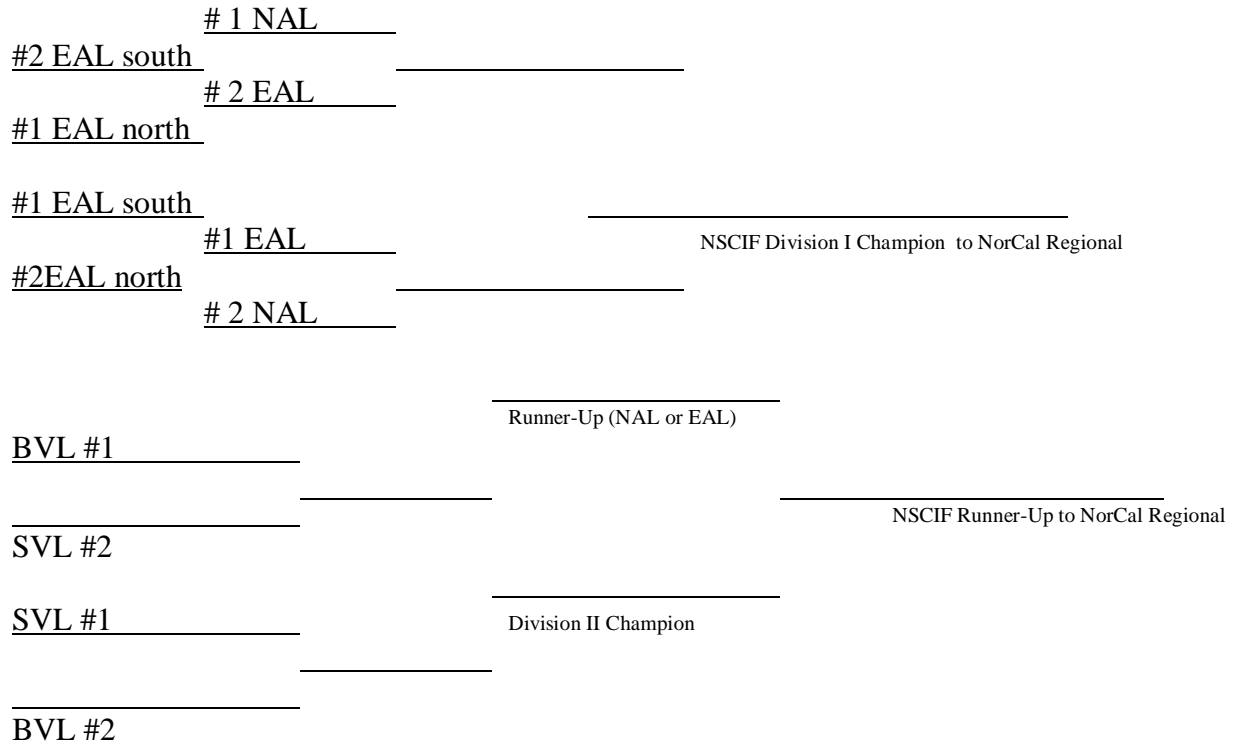 # 1 NAL
#2 EAL south
# 2 EAL
#1 EAL north
#1 EAL south
#1 EAL
NSCIF Division I Champion to NorCal Regional
#2EAL north
# 2 NAL
Runner-Up (NAL or EAL)
BVL #1
NSCIF Runner-Up to NorCal Regional
SVL #2
SVL #1
Division II Champion
BVL #2